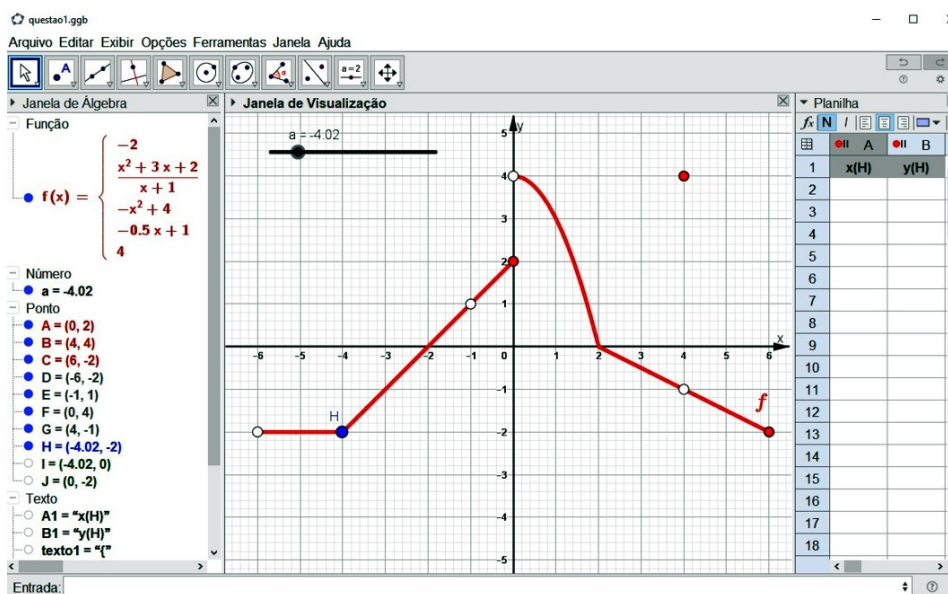 questao1.ggb
Arquivo Editar Exibir Opções Ferramentas Janela Ajuda
A
a=2
Janela de Álgebra
Função
f(x) =
-2
x² + 3 x + 2
x + 1
-x² + 4
-0.5 x + 1
4
Número
a = -4.02
Ponto
A = (0, 2)
B = (4, 4)
C = (6, -2)
D = (-6, -2)
E = (-1, 1)
F = (0, 4)
G = (4, -1)
H = (-4.02, -2)
I = (-4.02, 0)
J = (0, -2)
Texto
A1 = “x(H)”
B1 = “y(H)”
texto1 = “{”
Janela de Visualização
a = -4.02
y
5
4
3
2
1
-6 -5 -4 -3 -2 -1 0 1 2 3 4 5 6 x
-1
-2
-3
-4
-5
H
f
Planilha
fx N I
A B
1 x(H) y(H)
2
3
4
5
6
7
8
9
10
11
12
13
14
15
16
17
18
Entrada: